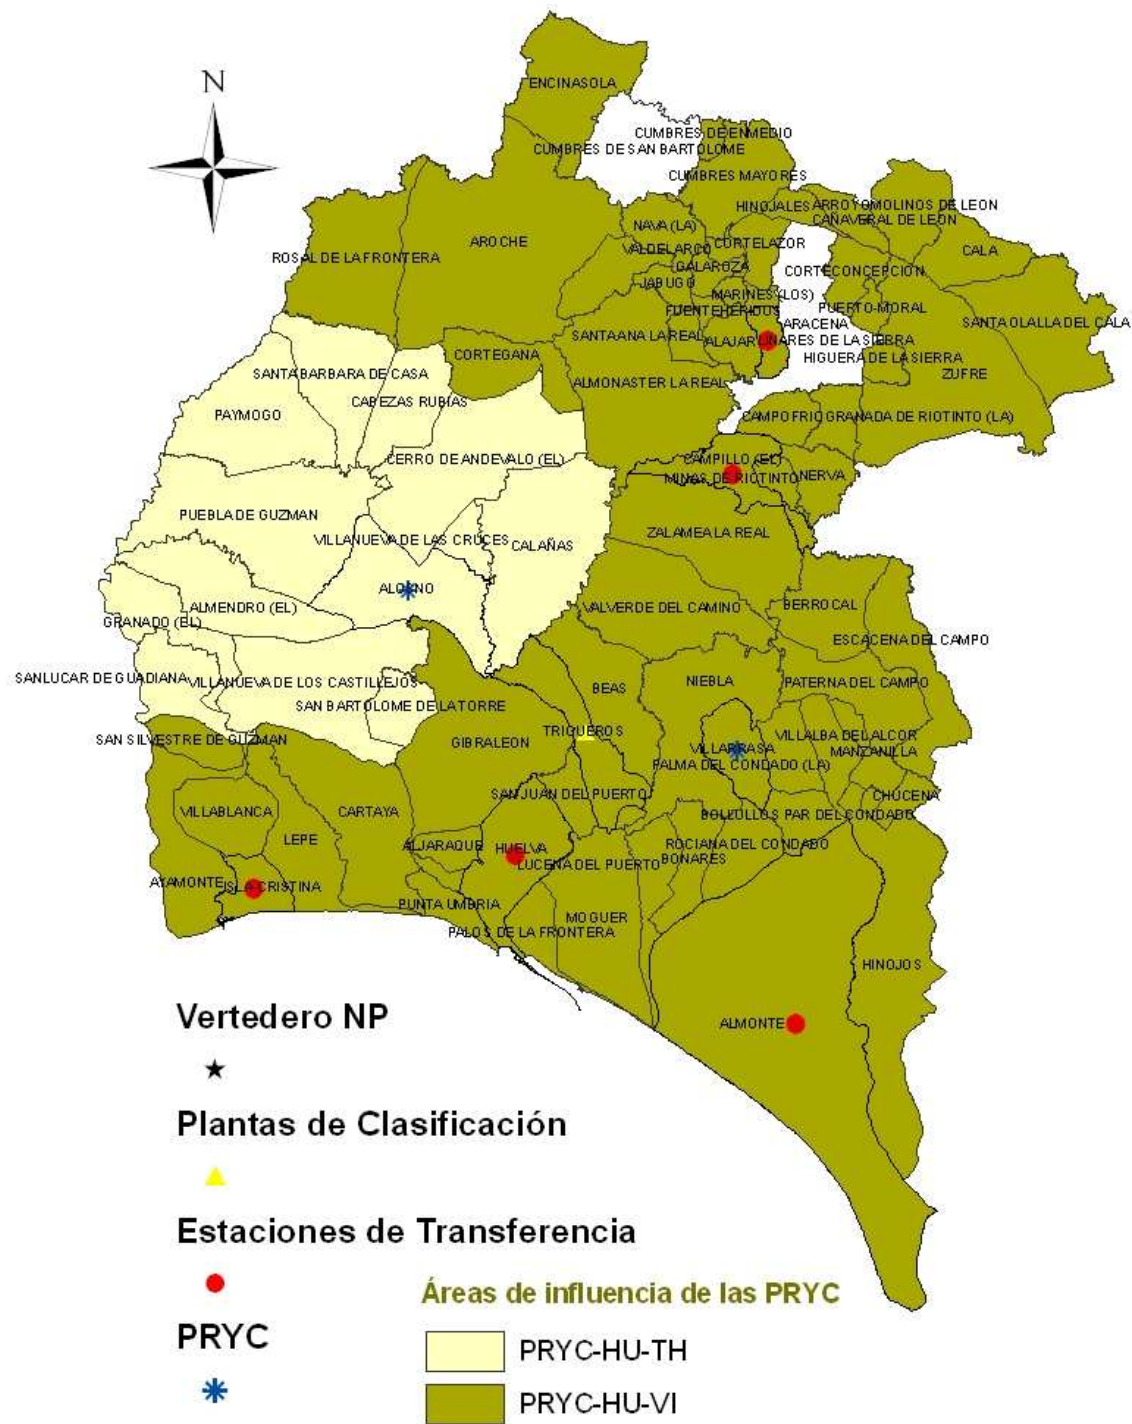 N
ENCINASOLA
CUMBRES DE ENMEDIO
CUMBRES DE SAN BARTOLOME
CUMBRES MAYORES
HINOJALES
ARROYOMOLINOS DE LEON
CAÑAVERAL DE LEON
NAVA (LA)
AROCHE
VALDELARCO
CORTELAZOR
CALA
ROSAL DE LA FRONTERA
GALAROZA
CORTECONCEPCION
JABUGO
MARINES (LOS)
FUENTEHERIDOS
PUERTO-MORAL
ARACENA
SANTA OLALLA DEL CALA
SANTA ANA LA REAL
ALAJAR
LINARES DE LA SIERRA
CORTEGANA
HIGUERA DE LA SIERRA
SANTA BARBARA DE CASA
ZUFRE
ALMONASTER LA REAL
CABEZAS RUBIAS
PAYMOGO
CAMPOFRIO
GRANADA DE RIOTINTO (LA)
CERRO DE ANDEVALO (EL)
CAMPILLO (EL)
MINAS DE RIOTINTO
NERVA
PUEBLA DE GUZMAN
ZALAMEA LA REAL
VILLANUEVA DE LAS CRUCES
CALAÑAS
ALOSNO
ALMENDRO (EL)
VALVERDE DEL CAMINO
BERROCAL
GRANADO (EL)
ESCACENA DEL CAMPO
SANLUCAR DE GUADIANA
VILLANUEVA DE LOS CASTILLEJOS
BEAS
NIEBLA
PATERNA DEL CAMPO
SAN BARTOLOME DE LA TORRE
SAN SILVESTRE DE GUZMAN
GIBRALEON
TRIGUEROS
VILLALBA DEL ALCOR
VILLARRASA
MANZANILLA
PALMA DEL CONDADO (LA)
SAN JUAN DEL PUERTO
CHUCENA
VILLABLANCA
CARTAYA
BOLLULLOS PAR DEL CONDADO
LEPE
ALJARAQUE
HUELVA
ROCIANA DEL CONDADO
LUCENA DEL PUERTO
BONARES
AYAMONTE
ISLA CRISTINA
PUNTA UMBRIA
MOGUER
PALOS DE LA FRONTERA
HINOJOS
ALMONTE
Vertedero NP
Plantas de Clasificación
Estaciones de Transferencia
PRYC
Áreas de influencia de las PRYC
PRYC-HU-TH
PRYC-HU-VI